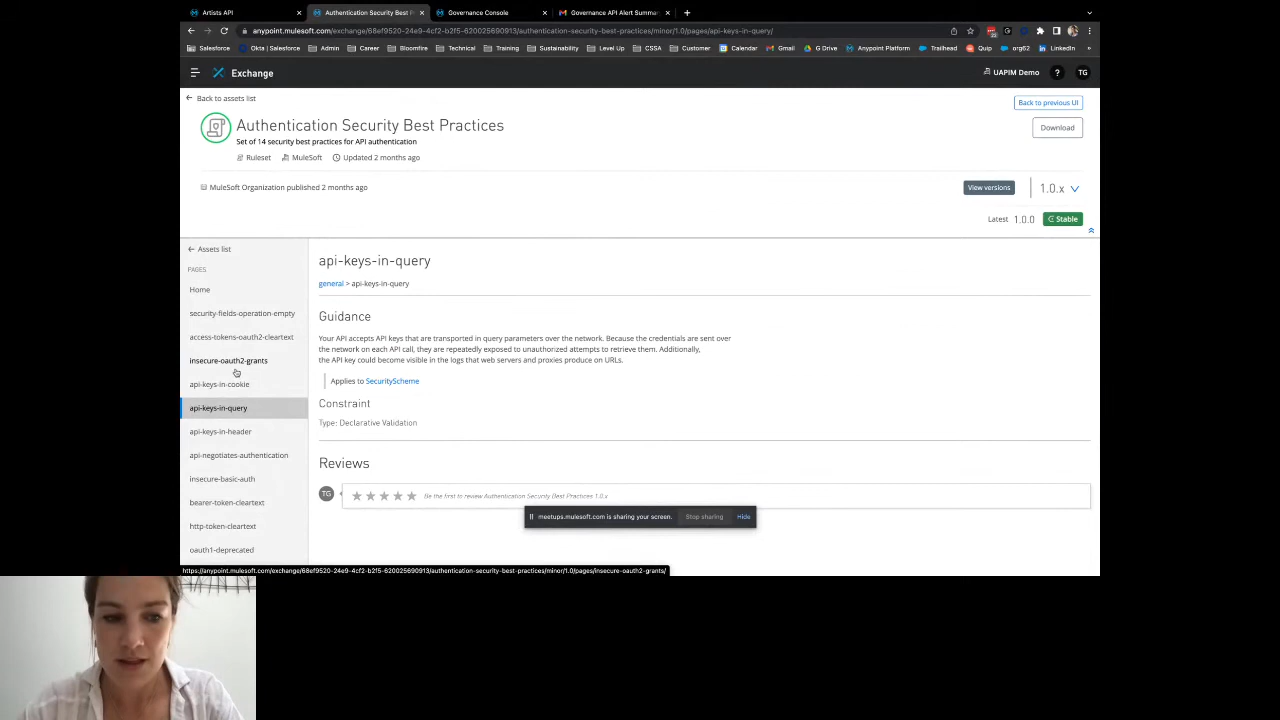 Artists API
Authentication Security Best P
Governance Console
Governance API Alert Summa
anypoint.mulesoft.com/exchange/68ef9520-24e9-4cf2-b2f5-620025690913/authentication-security-best-practices/minor/1.0/pages/api-keys-in-query/
Salesforce
Okta | Salesforce
Admin
Career
Bloomfire
Technical
Training
Sustainability
Level Up
CSSA
Customer
Calendar
Gmail
G Drive
Anypoint Platform
Trailhead
Quip
org62
LinkedIn
Exchange
UAPIM Demo
?
TG
Back to assets list
Back to previous UI
Authentication Security Best Practices
Download
Set of 14 security best practices for API authentication
Ruleset
MuleSoft
Updated 2 months ago
MuleSoft Organization published 2 months ago
View versions
1.0.x
Latest 1.0.0
Stable
Assets list
PAGES
Home
security-fields-operation-empty
access-tokens-oauth2-cleartext
insecure-oauth2-grants
api-keys-in-cookie
api-keys-in-query
api-keys-in-header
api-negotiates-authentication
insecure-basic-auth
bearer-token-cleartext
http-token-cleartext
oauth1-deprecated
api-keys-in-query
general > api-keys-in-query
Guidance
Your API accepts API keys that are transported in query parameters over the network. Because the credentials are sent over
the network on each API call, they are repeatedly exposed to unauthorized attempts to retrieve them. Additionally,
the API key could become visible in the logs that web servers and proxies produce on URLs.
Applies to SecurityScheme
Constraint
Type: Declarative Validation
Reviews
TG
Be the first to review Authentication Security Best Practices 1.0.x
meetups.mulesoft.com is sharing your screen.
Stop sharing
Hide
https://anypoint.mulesoft.com/exchange/68ef9520-24e9-4cf2-b2f5-620025690913/authentication-security-best-practices/minor/1.0/pages/insecure-oauth2-grants/